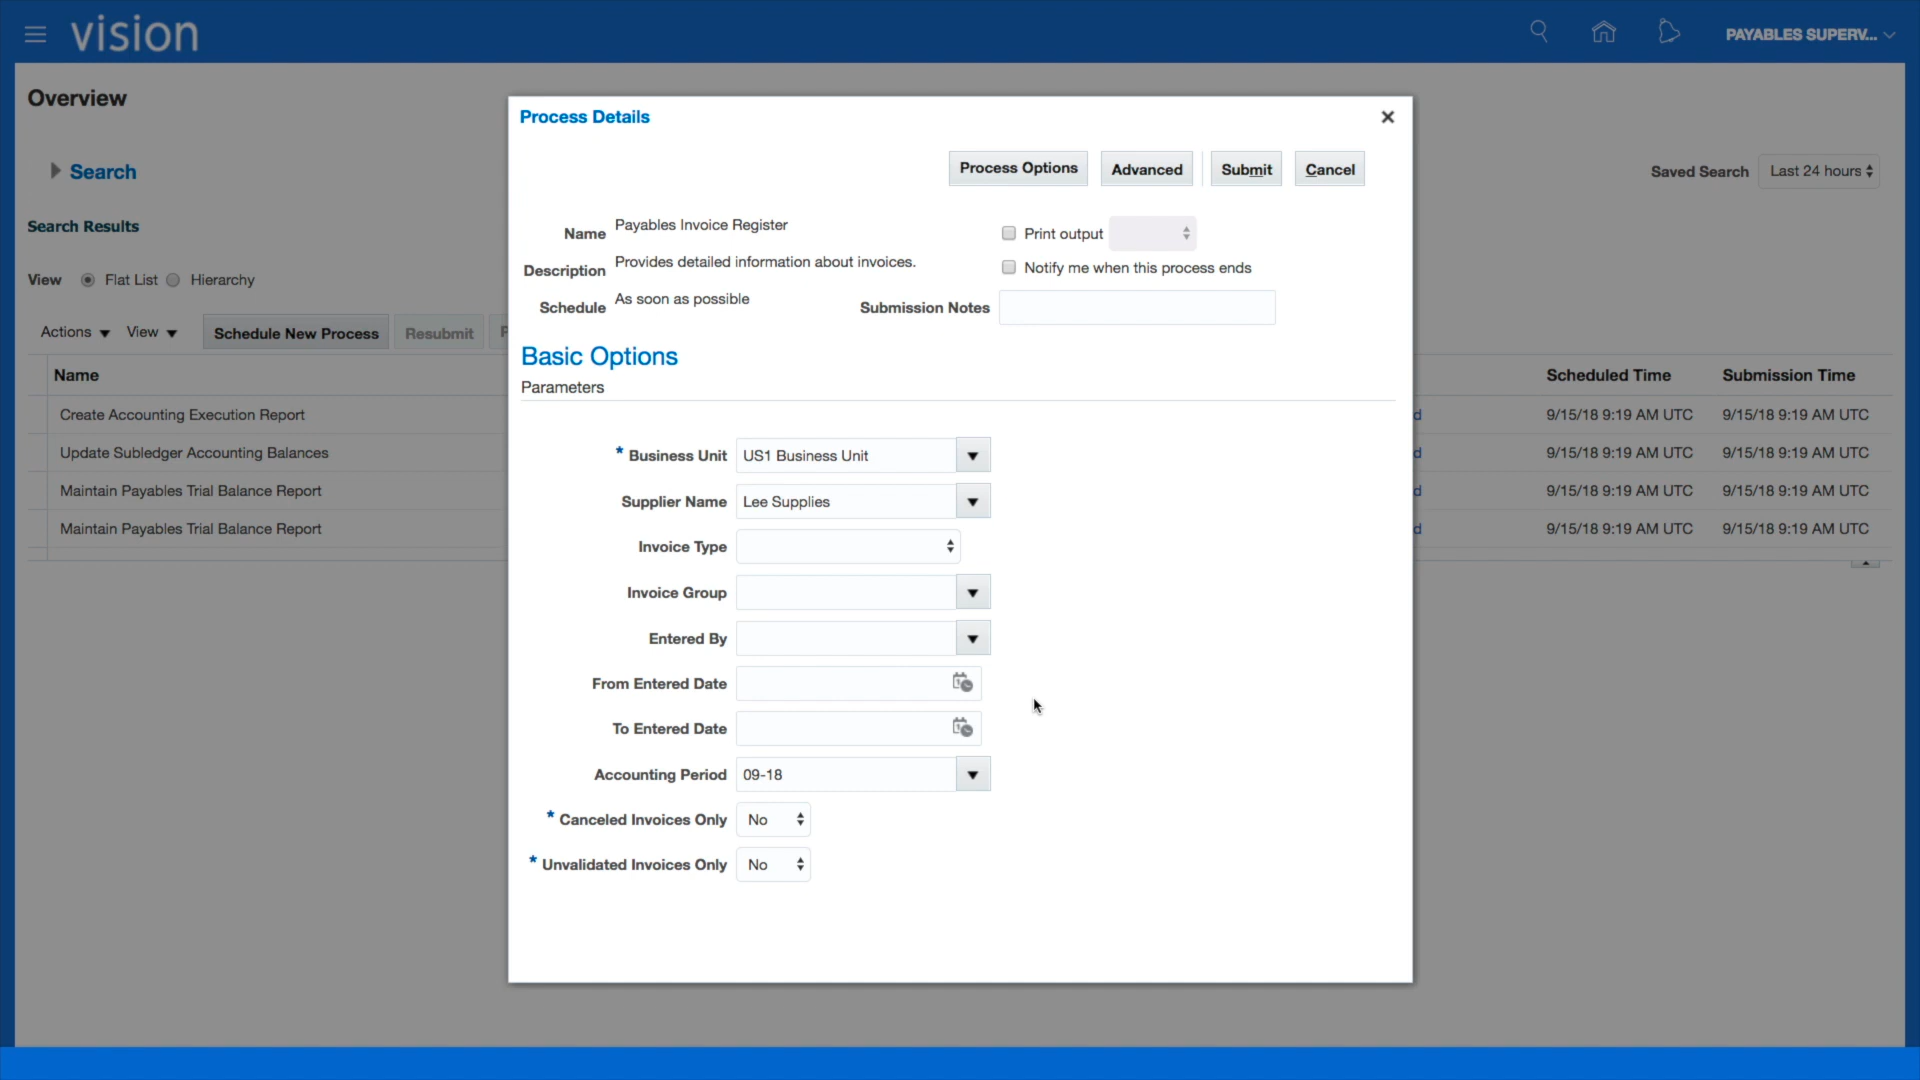 vision
PAYABLES SUPERV...
Overview
Search
Saved Search Last 24 hours
Search Results
View Flat List Hierarchy
Actions View Schedule New Process Resubmit
Name Scheduled Time Submission Time
Create Accounting Execution Report 9/15/18 9:19 AM UTC 9/15/18 9:19 AM UTC
Update Subledger Accounting Balances 9/15/18 9:19 AM UTC 9/15/18 9:19 AM UTC
Maintain Payables Trial Balance Report 9/15/18 9:19 AM UTC 9/15/18 9:19 AM UTC
Maintain Payables Trial Balance Report 9/15/18 9:19 AM UTC 9/15/18 9:19 AM UTC
Process Details
Process Options Advanced Submit Cancel
Name Payables Invoice Register Print output
Description Provides detailed information about invoices. Notify me when this process ends
Schedule As soon as possible Submission Notes
Basic Options
Parameters
* Business Unit US1 Business Unit
Supplier Name Lee Supplies
Invoice Type
Invoice Group
Entered By
From Entered Date
To Entered Date
Accounting Period 09-18
* Canceled Invoices Only No
* Unvalidated Invoices Only No